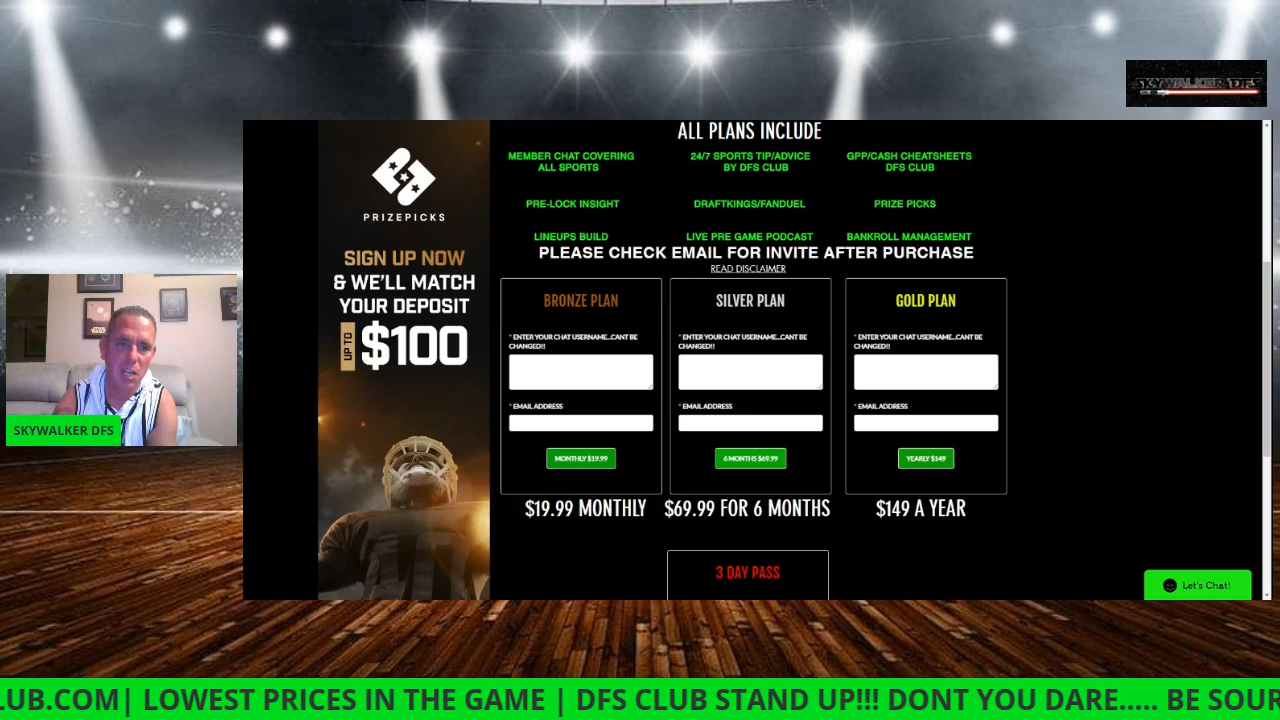 SKYWALKER DFS
ALL PLANS INCLUDE
MEMBER CHAT COVERING
ALL SPORTS
24/7 SPORTS TIP/ADVICE
BY DFS CLUB
GPP/CASH CHEATSHEETS
DFS CLUB
PRE-LOCK INSIGHT
DRAFTKINGS/FANDUEL
PRIZE PICKS
LINEUPS BUILD
LIVE PRE GAME PODCAST
BANKROLL MANAGEMENT
PLEASE CHECK EMAIL FOR INVITE AFTER PURCHASE
READ DISCLAIMER
PRIZEPICKS
SIGN UP NOW
& WE'LL MATCH
YOUR DEPOSIT
UP TO $100
BRONZE PLAN
* ENTER YOUR CHAT USERNAME...CANT BE
CHANGED!!
* EMAIL ADDRESS
MONTHLY $19.99
$19.99 MONTHLY
SILVER PLAN
* ENTER YOUR CHAT USERNAME...CANT BE
CHANGED!!
* EMAIL ADDRESS
6 MONTHS $69.99
$69.99 FOR 6 MONTHS
GOLD PLAN
* ENTER YOUR CHAT USERNAME...CANT BE
CHANGED!!
* EMAIL ADDRESS
YEARLY $149
$149 A YEAR
3 DAY PASS
Let's Chat!
SKYWALKER DFS
LUB.COM| LOWEST PRICES IN THE GAME | DFS CLUB STAND UP!!! DONT YOU DARE..... BE SOUR